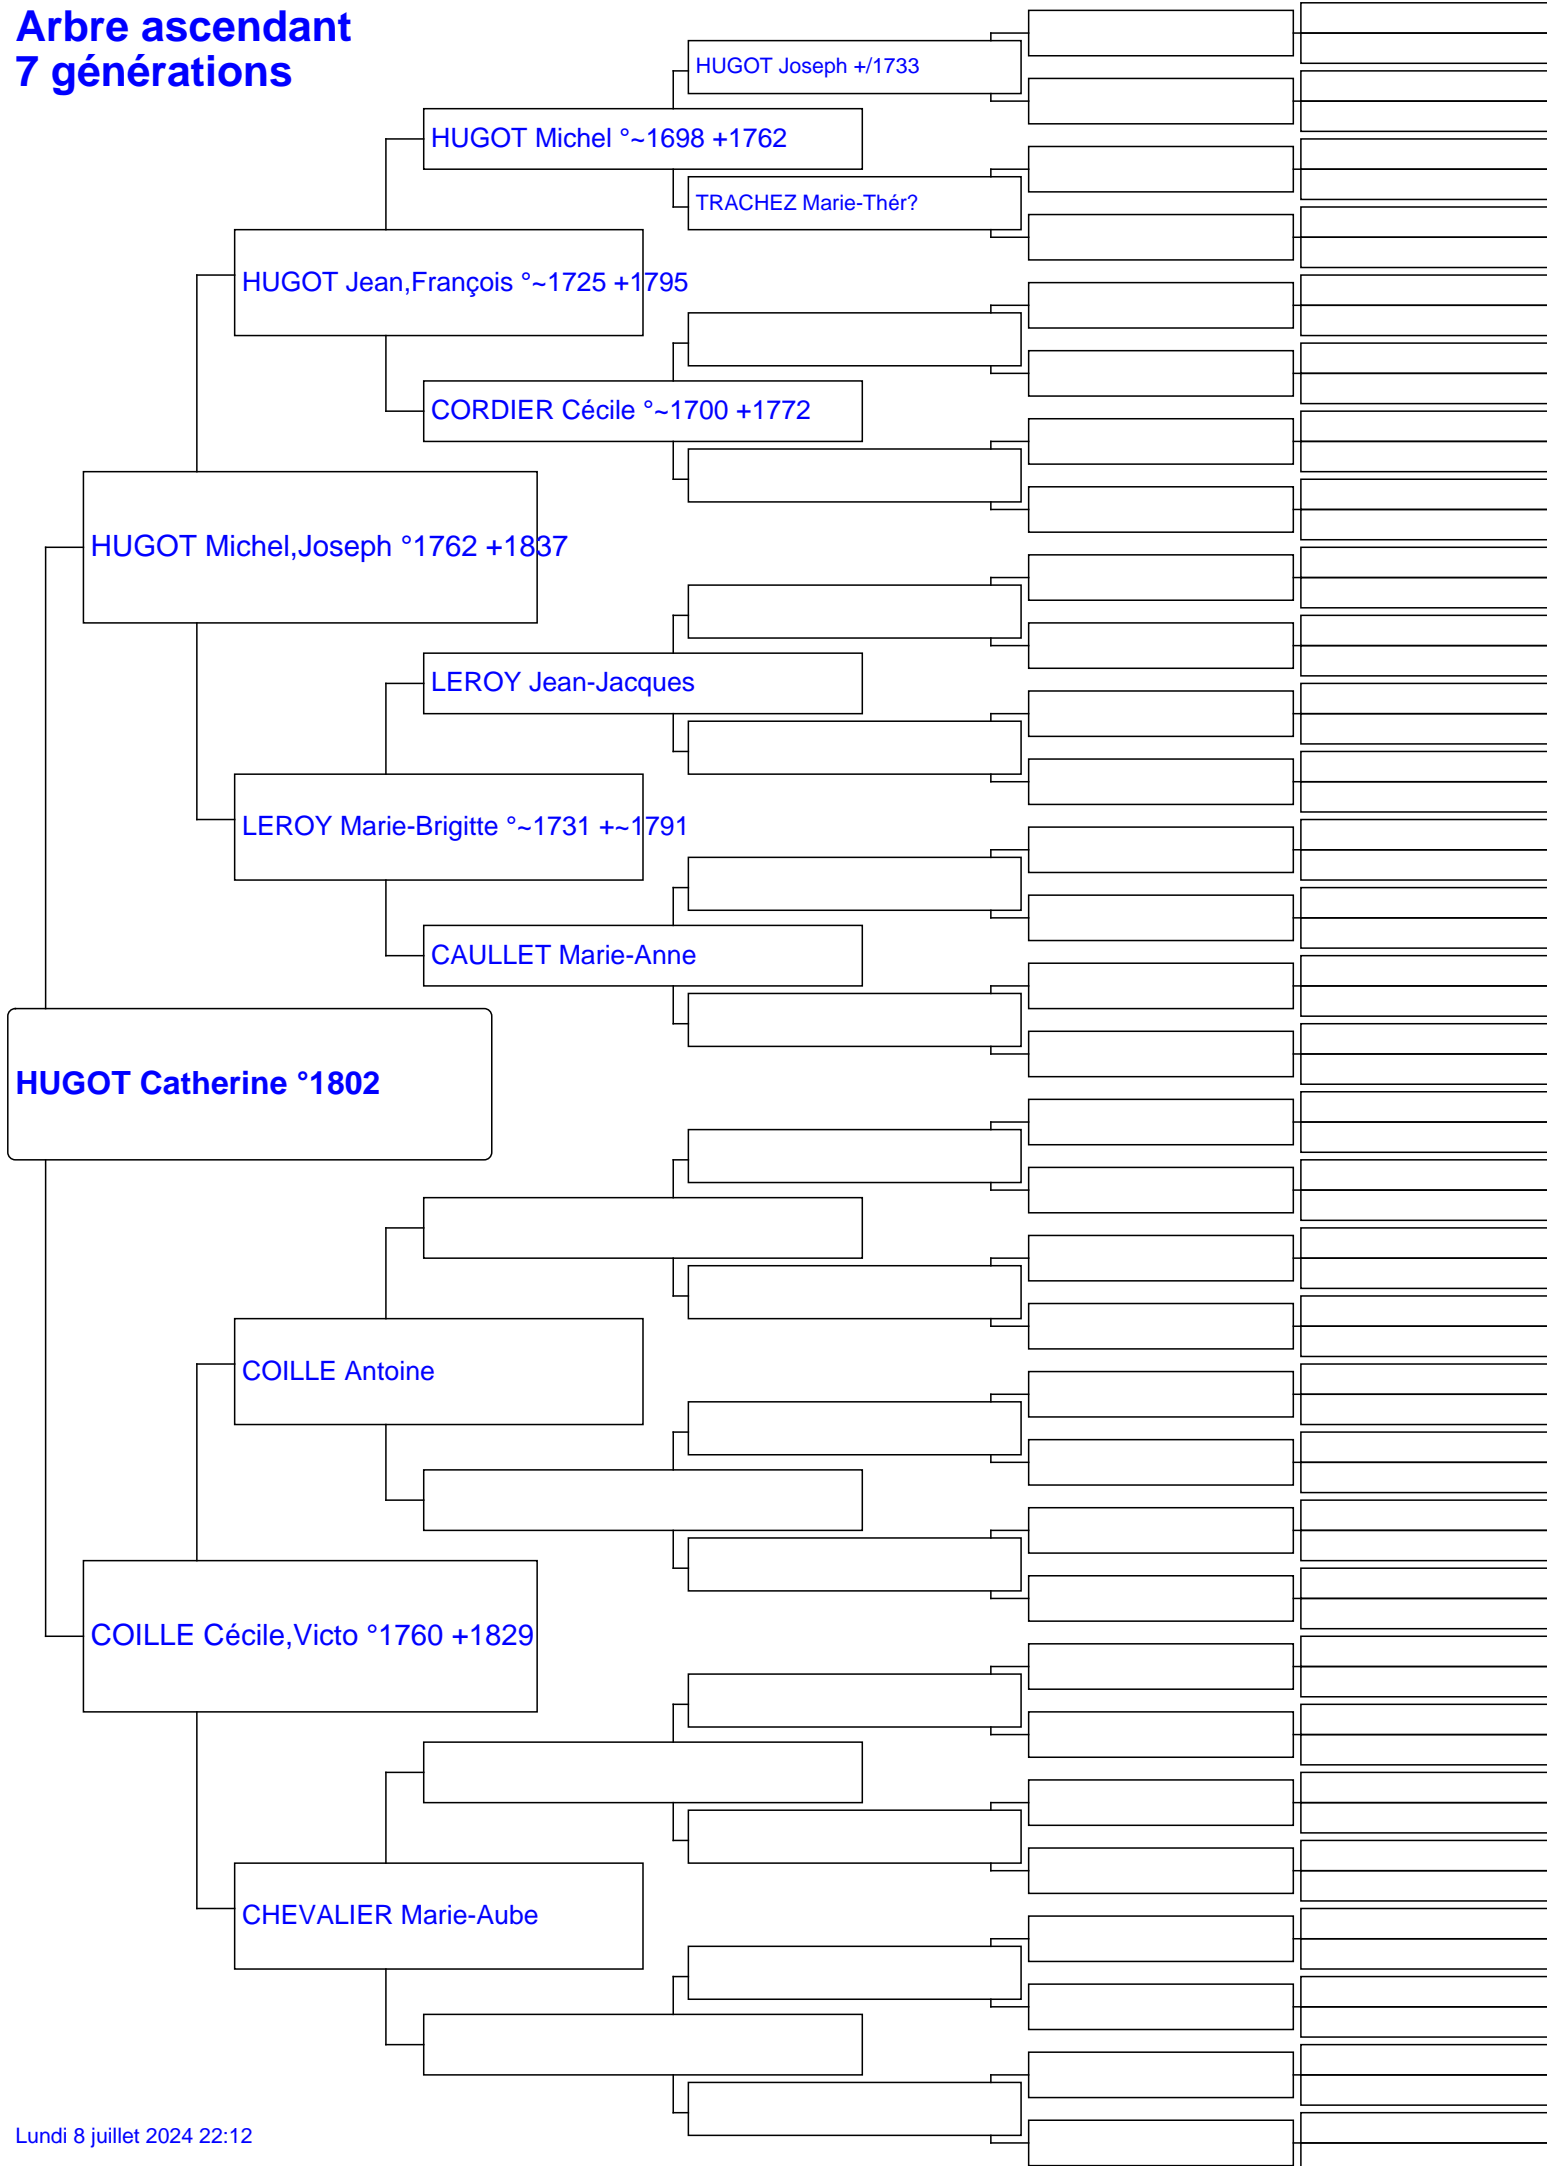 Arbre ascendant
7 générations
HUGOT Joseph +/1733
HUGOT Michel °~1698 +1762
TRACHEZ Marie-Thér?
HUGOT Jean,François °~1725 +1795
CORDIER Cécile °~1700 +1772
HUGOT Michel,Joseph °1762 +1837
LEROY Jean-Jacques
LEROY Marie-Brigitte °~1731 +~1791
CAULLET Marie-Anne
HUGOT Catherine °1802
COILLE Antoine
COILLE Cécile,Victo °1760 +1829
CHEVALIER Marie-Aube
Lundi 8 juillet 2024 22:12